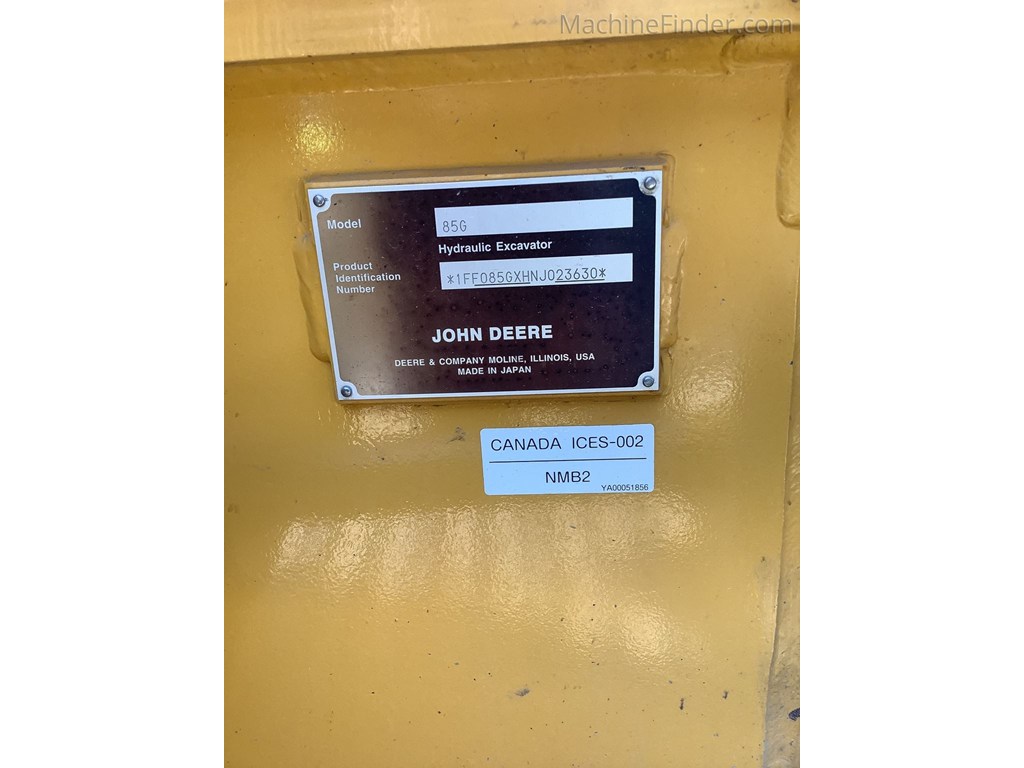 MachineFinder.com
Model 85G
Hydraulic Excavator
Product
Identification
Number
*1FF085GXHNJ023630*
JOHN DEERE
DEERE & COMPANY MOLINE, ILLINOIS, USA
MADE IN JAPAN
CANADA ICES-002
NMB2
YA00051856